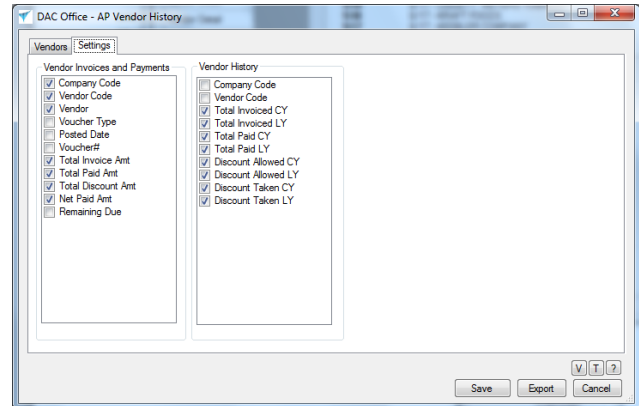 DAC Office - AP Vendor History
Vendors Settings
Vendor Invoices and Payments
Company Code
Vendor Code
Vendor
Voucher Type
Posted Date
Voucher#
Total Invoice Amt
Total Paid Amt
Total Discount Amt
Net Paid Amt
Remaining Due
Vendor History
Company Code
Vendor Code
Total Invoiced CY
Total Invoiced LY
Total Paid CY
Total Paid LY
Discount Allowed CY
Discount Allowed LY
Discount Taken CY
Discount Taken LY
V T ?
Save Export Cancel